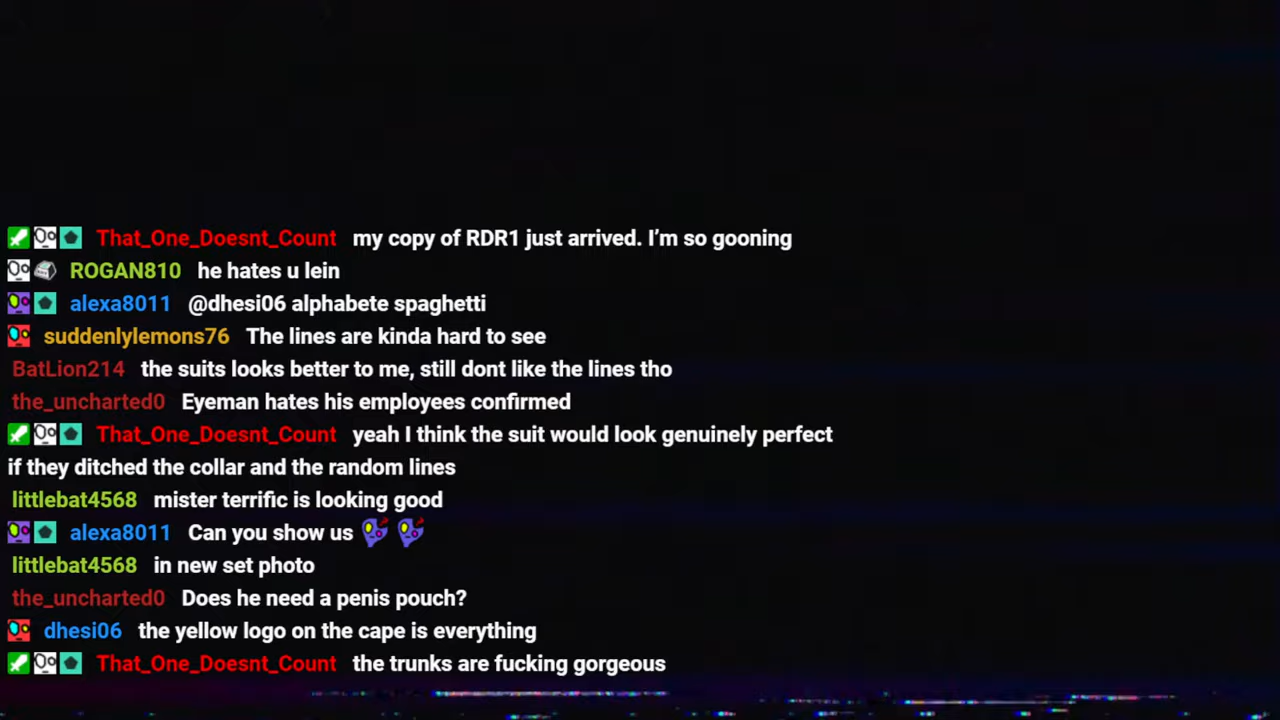 That_One_Doesnt_Count my copy of RDR1 just arrived. I'm so gooning
ROGAN810 he hates u lein
alexa8011 @dhesi06 alphabete spaghetti
suddenlylemons76 The lines are kinda hard to see
BatLion214 the suits looks better to me, still dont like the lines tho
the_uncharted0 Eyeman hates his employees confirmed
That_One_Doesnt_Count yeah I think the suit would look genuinely perfect
if they ditched the collar and the random lines
littlebat4568 mister terrific is looking good
alexa8011 Can you show us
littlebat4568 in new set photo
the_uncharted0 Does he need a penis pouch?
dhesi06 the yellow logo on the cape is everything
That_One_Doesnt_Count the trunks are fucking gorgeous